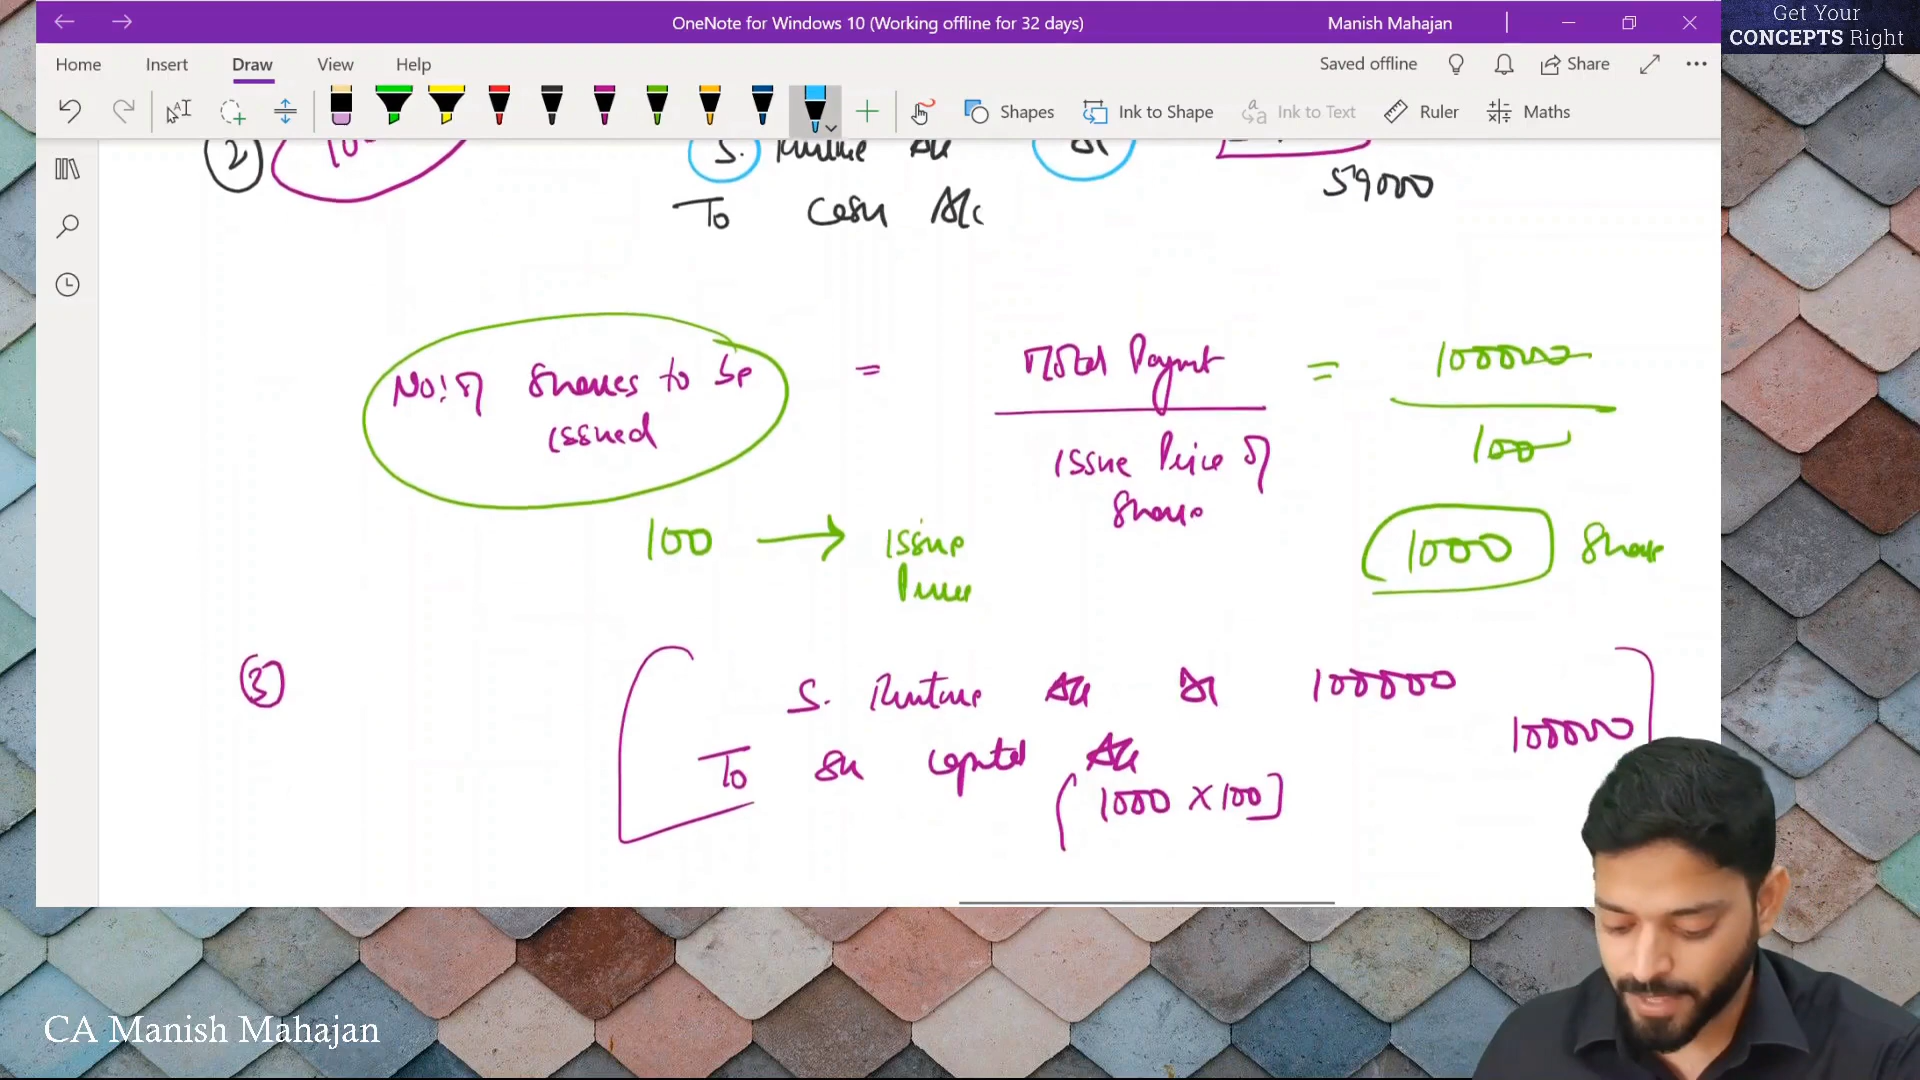 Get Your
CONCEPTS Right
OneNote for Windows 10 (Working offline for 32 days)
Manish Mahajan
Home Insert Draw View Help
Saved offline
Share
Shapes
Ink to Shape
Ink to Text
Ruler
Maths
2
S.
59000
To Cash A/c
No: of Shares to be
issued
=
Payment
=
100000
100
Issue Price of
Share
100 → Issue
Price
1000 Share
3
S. A/c Dr 100000
To Sh Capital A/c 100000
(1000 × 100]
CA Manish Mahajan